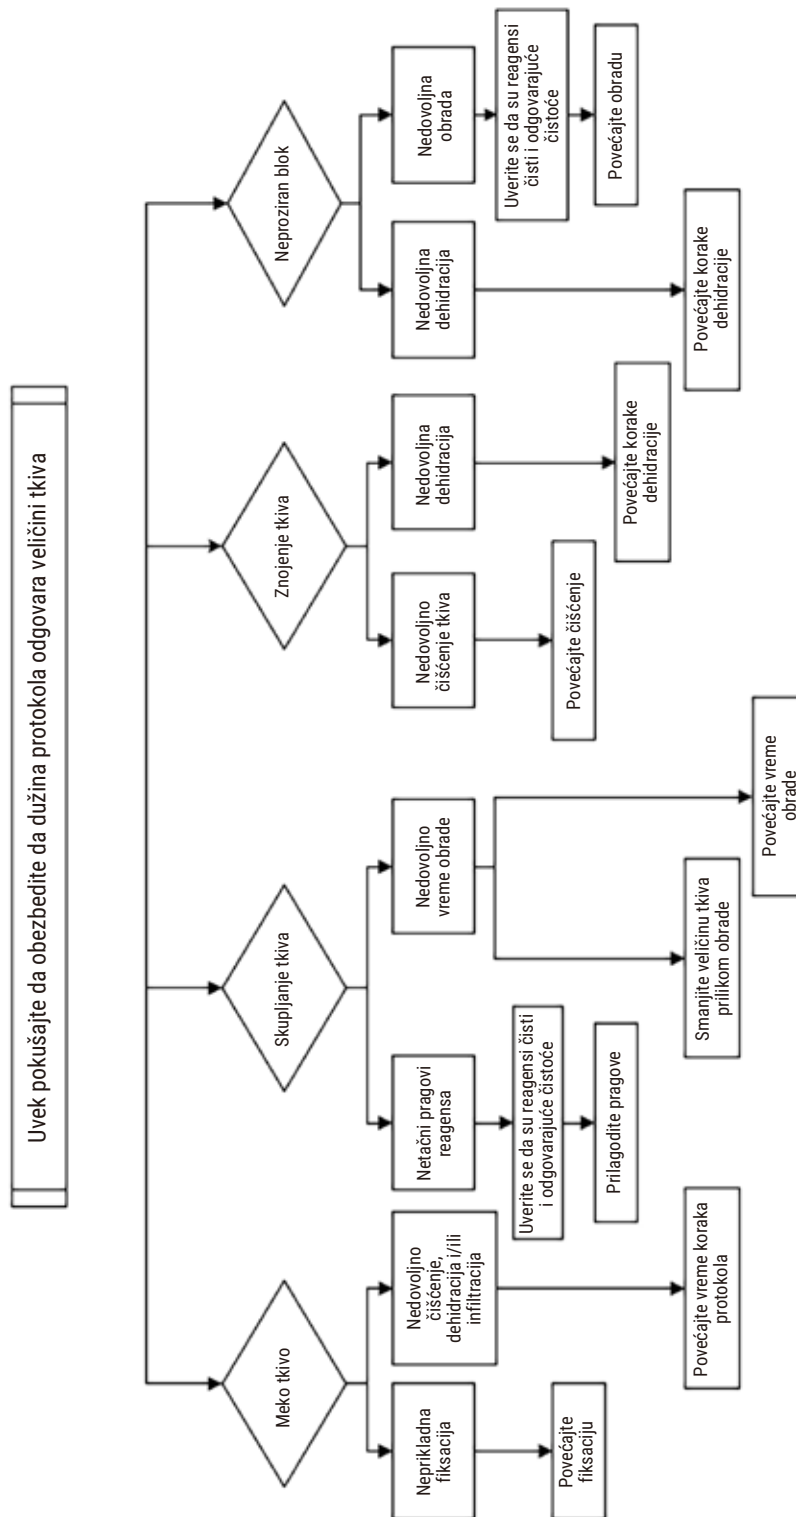 Uvek pokušajte da obezbedite da dužina protokola odgovara veličini tkiva
Meko tkivo
Neprikladna
fiksacija
Povećajte
fiksaciju
Nedovoljno
čišćenje,
dehidracija i/ili
infiltracija
Povećajte vreme koraka
protokola
Skupljanje tkiva
Netačni pragovi
reagensa
Uverite se da su reagensi čisti
i odgovarajuće čistoće
Prilagodite pragove
Nedovoljno
vreme obrade
Smanjite veličinu tkiva
prilikom obrade
Povećajte vreme
obrade
Znojenje tkiva
Nedovoljno
čišćenje tkiva
Povećajte čišćenje
Nedovoljna
dehidracija
Povećajte korake
dehidracije
Neproziran blok
Nedovoljna
dehidracija
Povećajte korake
dehidracije
Nedovoljna
obrada
Uverite se da su reagensi
čisti i odgovarajuće
čistoće
Povećajte obradu